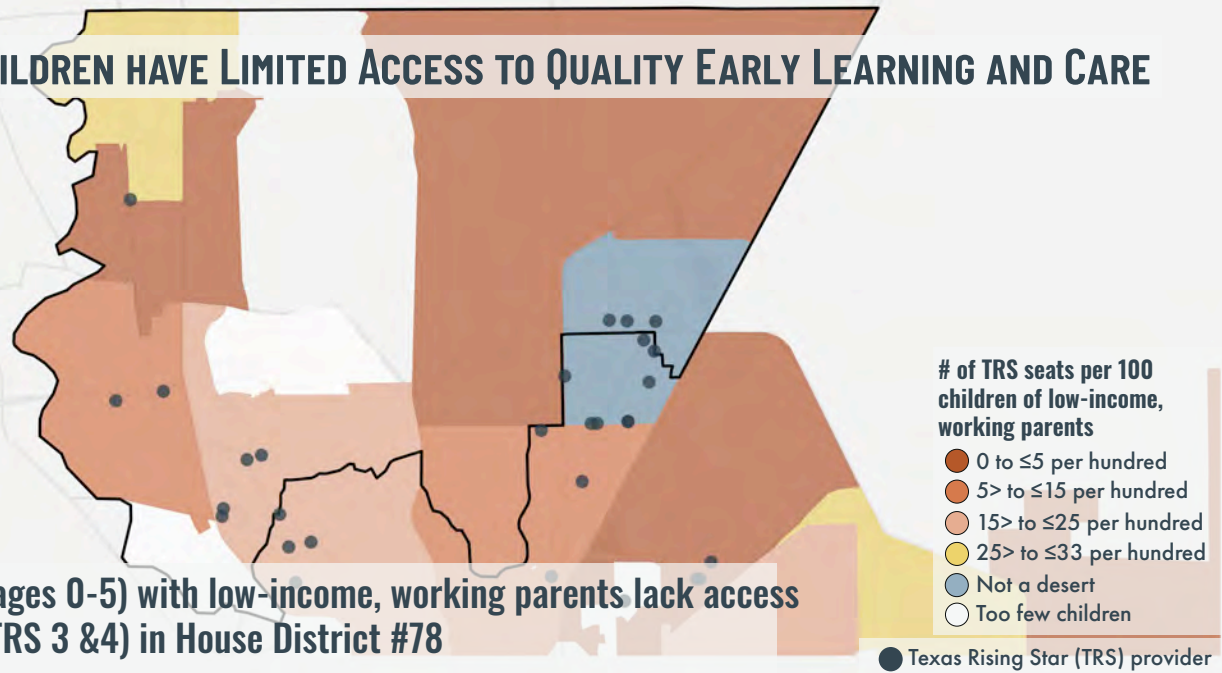 ILDREN HAVE LIMITED ACCESS TO QUALITY EARLY LEARNING AND CARE
# of TRS seats per 100
children of low-income,
working parents
0 to ≤5 per hundred
5> to ≤15 per hundred
15> to ≤25 per hundred
25> to ≤33 per hundred
Not a desert
Too few children
ages 0-5) with low-income, working parents lack access
TRS 3 &4) in House District #78
Texas Rising Star (TRS) provider